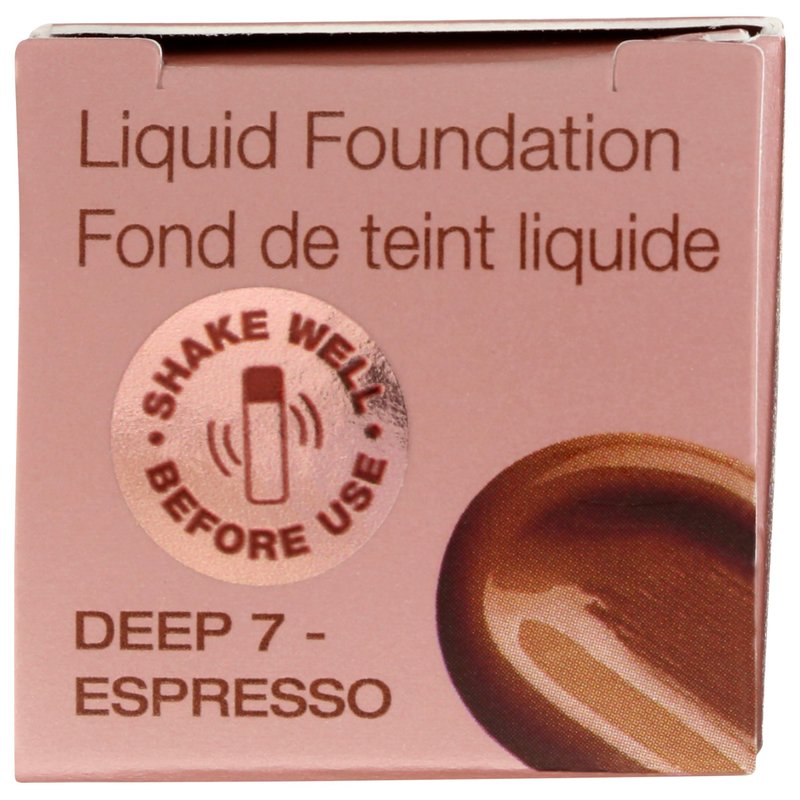 Liquid Foundation
Fond de teint liquide
• SHAKE WELL •
BEFORE USE
DEEP 7 -
ESPRESSO